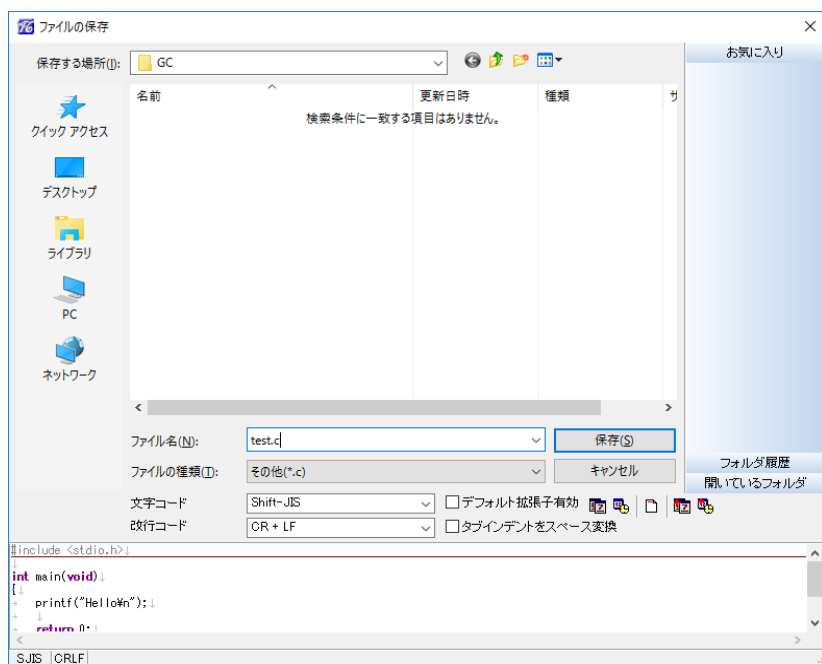 ファイルの保存
お気に入り
保存する場所(I):
GC
名前
更新日時
種類
サ
検索条件に一致する項目はありません。
クイック アクセス
デスクトップ
ライブラリ
PC
ネットワーク
ファイル名(N):
test.c
保存(S)
ファイルの種類(T):
その他(*.c)
キャンセル
フォルダ履歴
開いているフォルダ
文字コード
Shift-JIS
デフォルト拡張子有効
改行コード
CR + LF
タブインデントをスペース変換
#include <stdio.h>↓
↓
int main(void)↓
{↓
→ printf("Hello¥n");↓
→ ↓
→ return 0;↓
SJIS CRLF